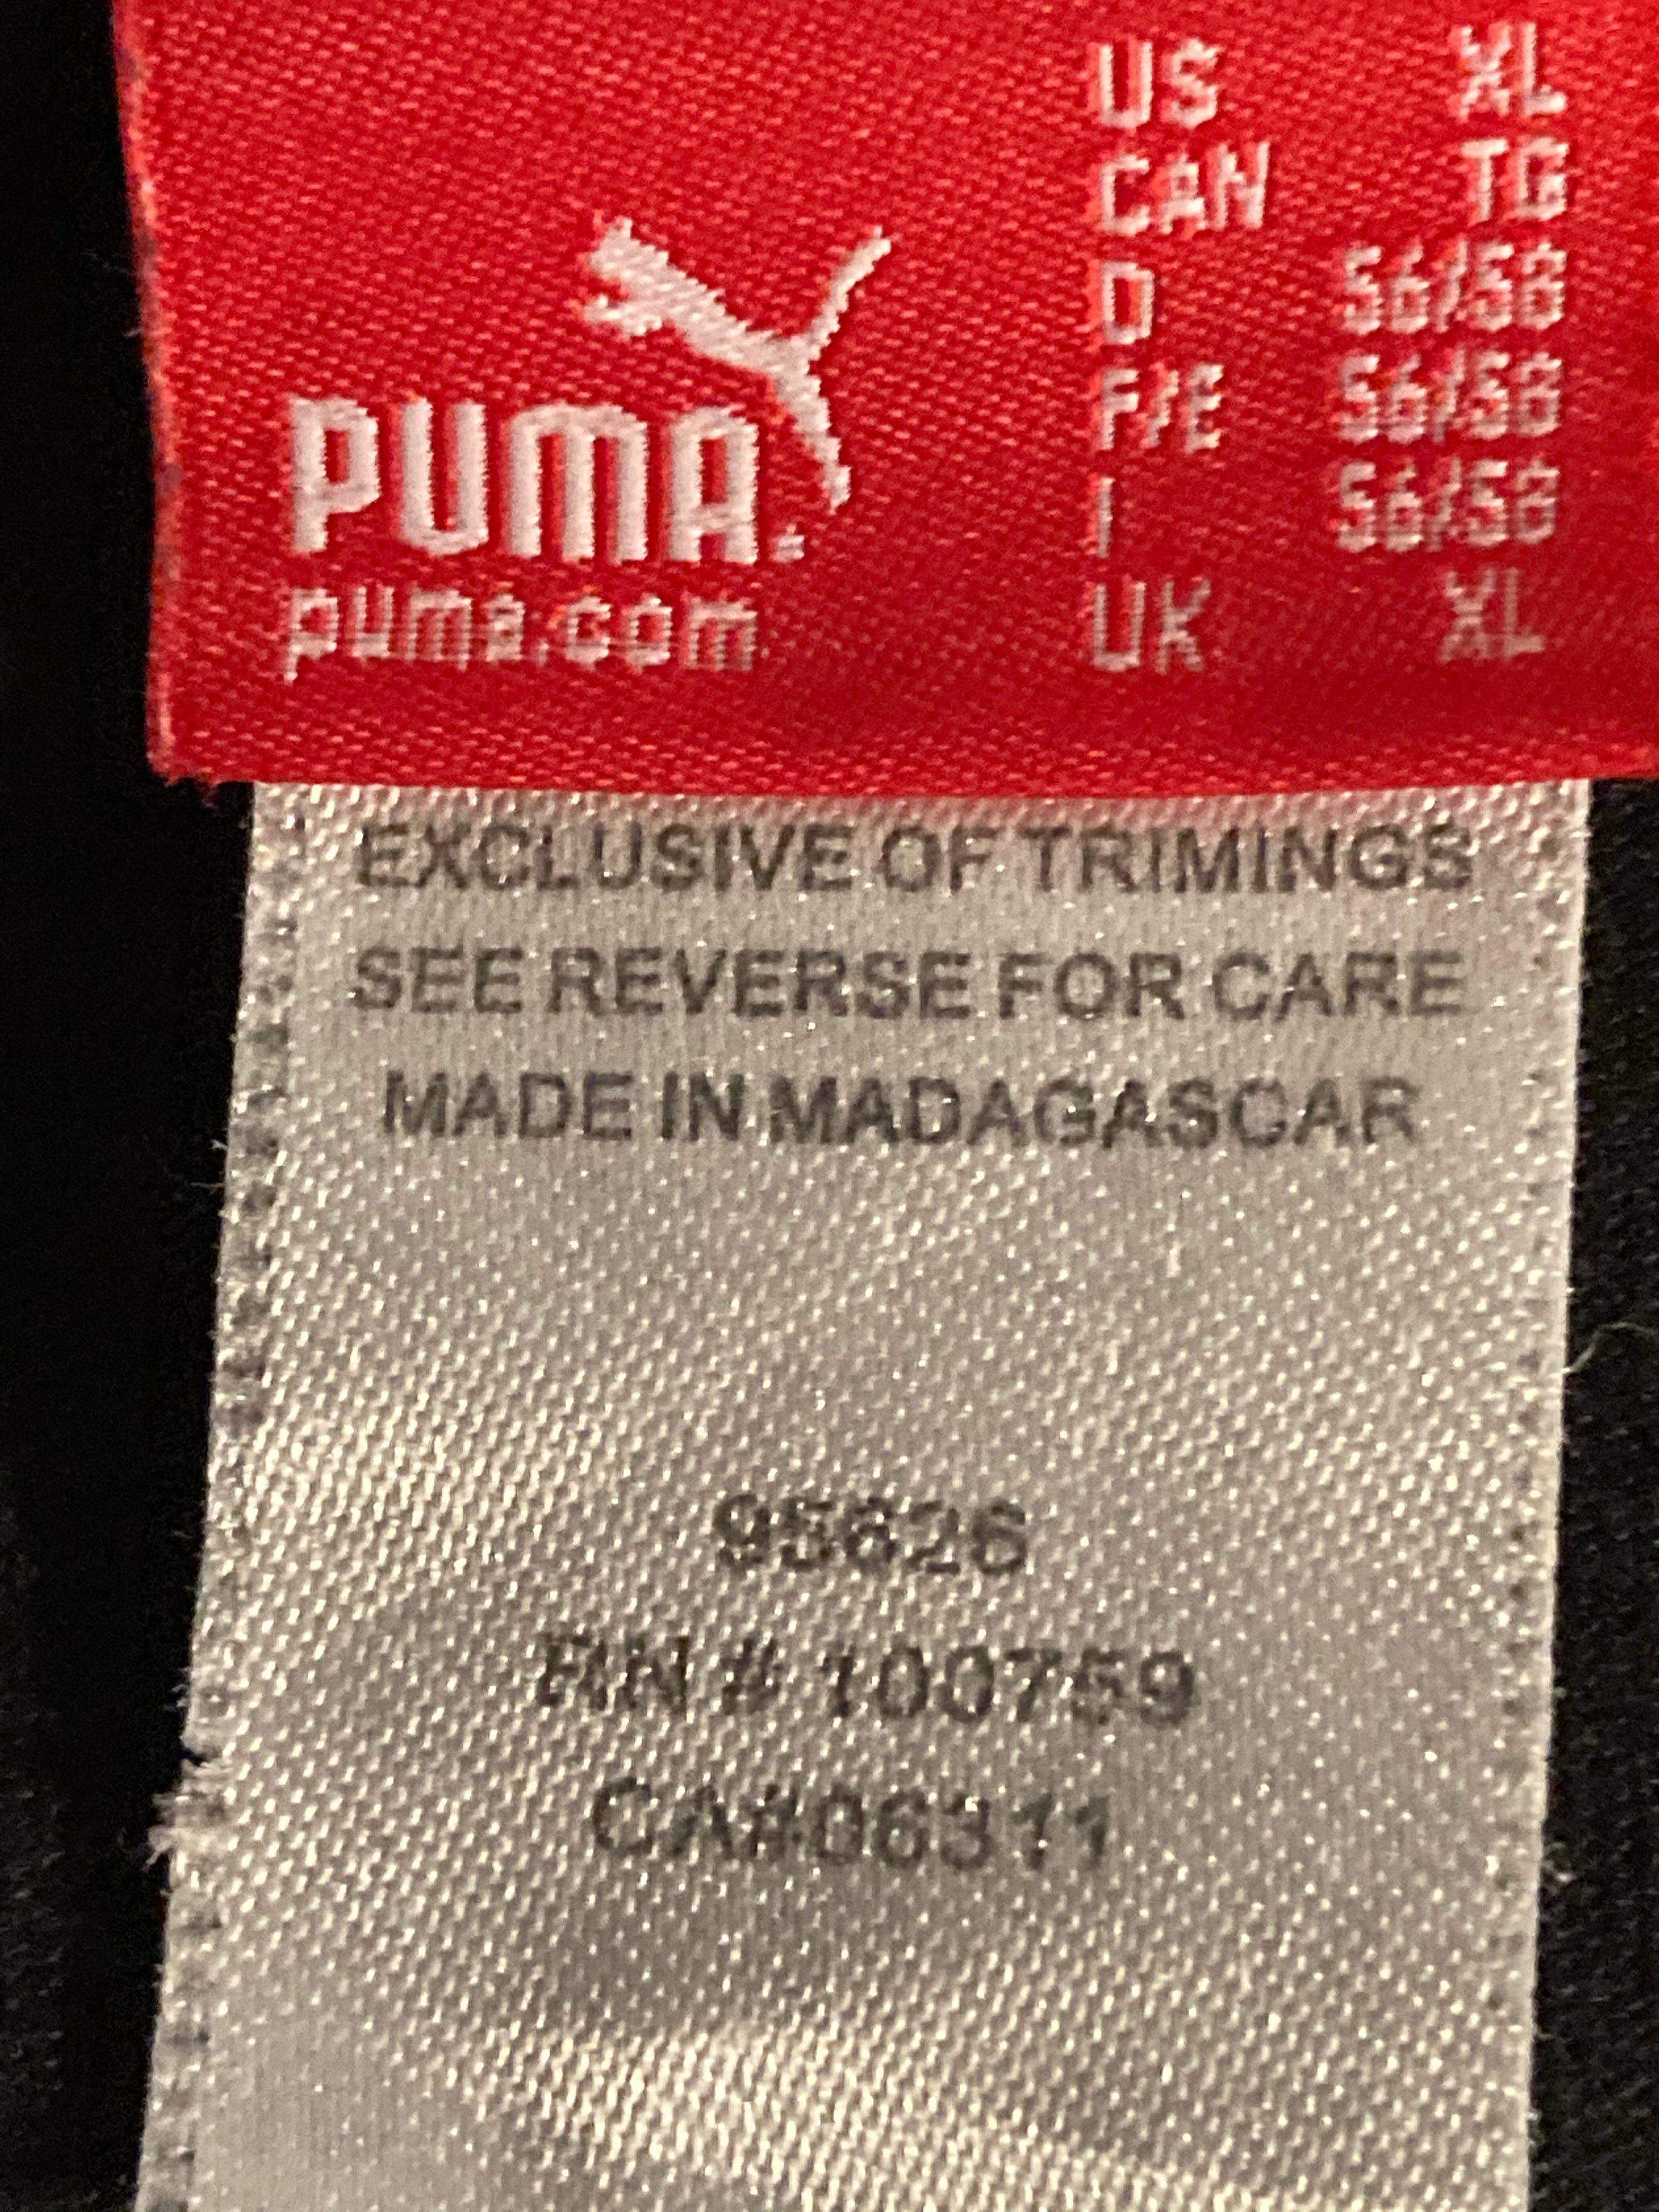 US XL
CAN TG
D 56/58
F/E 56/58
I 56/58
UK XL
PUMA.
puma.com
EXCLUSIVE OF TRIMINGS
SEE REVERSE FOR CARE
MADE IN MADAGASCAR
95626
RN # 100759
CA#06311